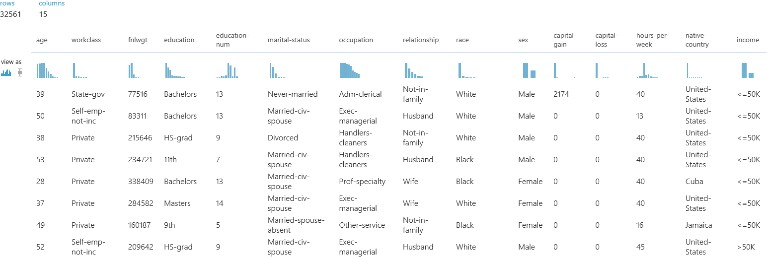 rows columns
32561 15
age workclass fnlwgt education education num marital-status occupation relationship race sex capital gain capital loss hours per week native country income
view as
39 State-gov 77516 Bachelors 13 Never-married Adm-clerical Not-in-family White Male 2174 0 40 United-States <=50K
50 Self-emp-not-inc 83311 Bachelors 13 Married-civ-spouse Exec-managerial Husband White Male 0 0 13 United-States <=50K
38 Private 215646 HS-grad 9 Divorced Handlers-cleaners Not-in-family White Male 0 0 40 United-States <=50K
53 Private 234721 11th 7 Married-civ-spouse Handlers-cleaners Husband Black Male 0 0 40 United-States <=50K
28 Private 338409 Bachelors 13 Married-civ-spouse Prof-specialty Wife Black Female 0 0 40 Cuba <=50K
37 Private 284582 Masters 14 Married-civ-spouse Exec-managerial Wife White Female 0 0 40 United-States <=50K
49 Private 160187 9th 5 Married-spouse-absent Other-service Not-in-family Black Female 0 0 16 Jamaica <=50K
52 Self-emp-not-inc 209642 HS-grad 9 Married-civ-spouse Exec-managerial Husband White Male 0 0 45 United-States >50K